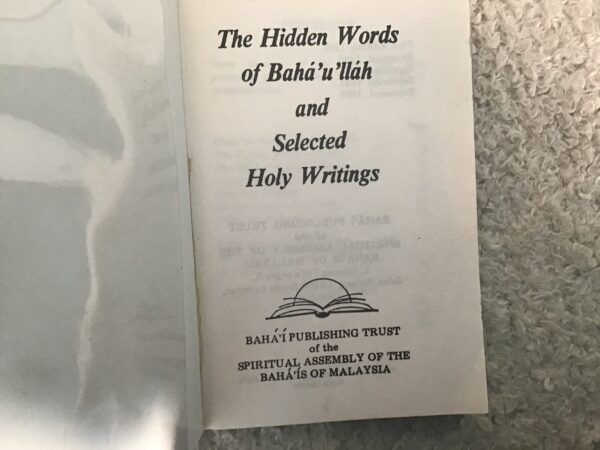 The Hidden Words
of Bahá'u'lláh
and
Selected
Holy Writings
BAHÁ'Í PUBLISHING TRUST
of the
SPIRITUAL ASSEMBLY OF THE
BAHÁ'ÍS OF MALAYSIA